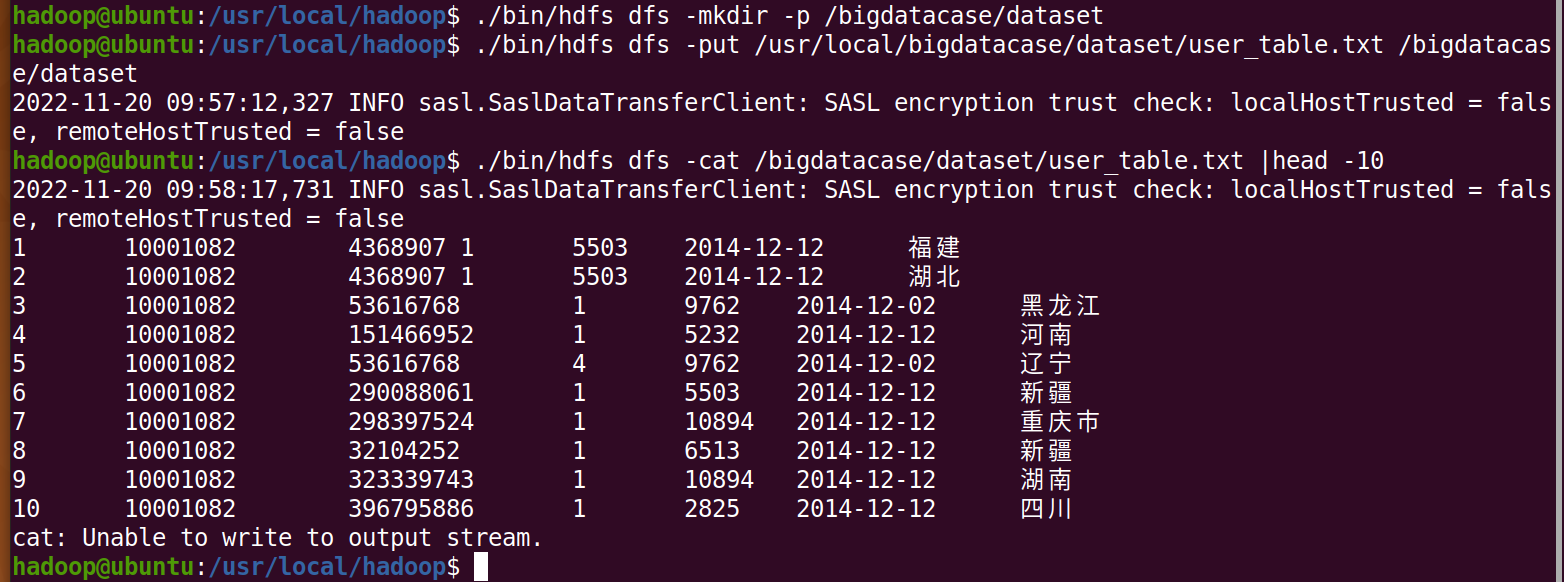 hadoop@ubuntu:/usr/local/hadoop$ ./bin/hdfs dfs -mkdir -p /bigdatacase/dataset
hadoop@ubuntu:/usr/local/hadoop$ ./bin/hdfs dfs -put /usr/local/bigdatacase/dataset/user_table.txt /bigdatacas
e/dataset
2022-11-20 09:57:12,327 INFO sasl.SaslDataTransferClient: SASL encryption trust check: localHostTrusted = fals
e, remoteHostTrusted = false
hadoop@ubuntu:/usr/local/hadoop$ ./bin/hdfs dfs -cat /bigdatacase/dataset/user_table.txt |head -10
2022-11-20 09:58:17,731 INFO sasl.SaslDataTransferClient: SASL encryption trust check: localHostTrusted = fals
e, remoteHostTrusted = false
1	10001082	4368907	1	5503	2014-12-12	福建
2	10001082	4368907	1	5503	2014-12-12	湖北
3	10001082	53616768	1	9762	2014-12-02	黑龙江
4	10001082	151466952	1	5232	2014-12-12	河南
5	10001082	53616768	4	9762	2014-12-02	辽宁
6	10001082	290088061	1	5503	2014-12-12	新疆
7	10001082	298397524	1	10894	2014-12-12	重庆市
8	10001082	32104252	1	6513	2014-12-12	新疆
9	10001082	323339743	1	10894	2014-12-12	湖南
10	10001082	396795886	1	2825	2014-12-12	四川
cat: Unable to write to output stream.
hadoop@ubuntu:/usr/local/hadoop$